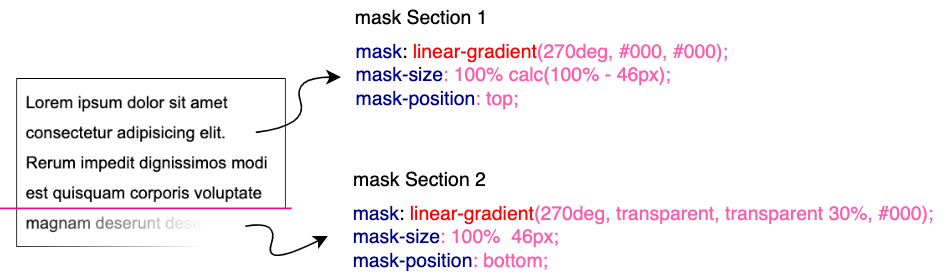 mask Section 1
mask: linear-gradient(270deg, #000, #000);
mask-size: 100% calc(100% - 46px);
mask-position: top;
Lorem ipsum dolor sit amet
consectetur adipisicing elit.
Rerum impedit dignissimos modi
est quisquam corporis voluptate
magnam deserunt dese
mask Section 2
mask: linear-gradient(270deg, transparent, transparent 30%, #000);
mask-size: 100% 46px;
mask-position: bottom;